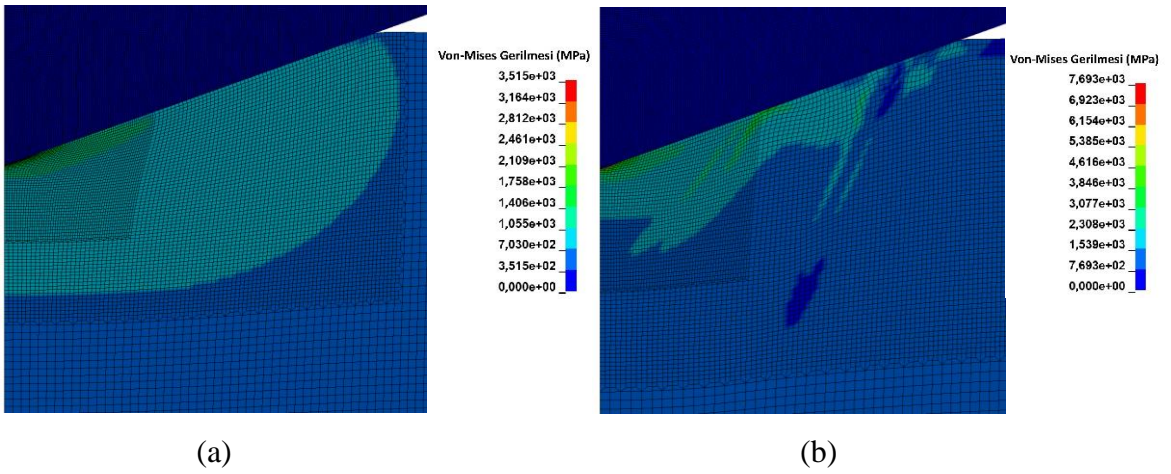 Von-Mises Gerilmesi (MPa)
3,515e+03
3,164e+03
2,812e+03
2,461e+03
2,109e+03
1,758e+03
1,406e+03
1,055e+03
7,030e+02
3,515e+02
0,000e+00
Von-Mises Gerilmesi (MPa)
7,693e+03
6,923e+03
6,154e+03
5,385e+03
4,616e+03
3,846e+03
3,077e+03
2,308e+03
1,539e+03
7,693e+02
0,000e+00
(a)
(b)